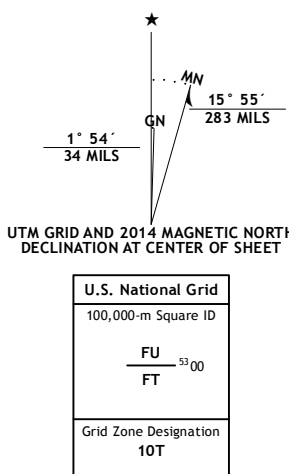 ★
MN
GN
15° 55´
283 MILS
1° 54´
34 MILS
UTM GRID AND 2014 MAGNETIC NORTH
DECLINATION AT CENTER OF SHEET
U.S. National Grid
100,000-m Square ID
FU
5300
FT
Grid Zone Designation
10T